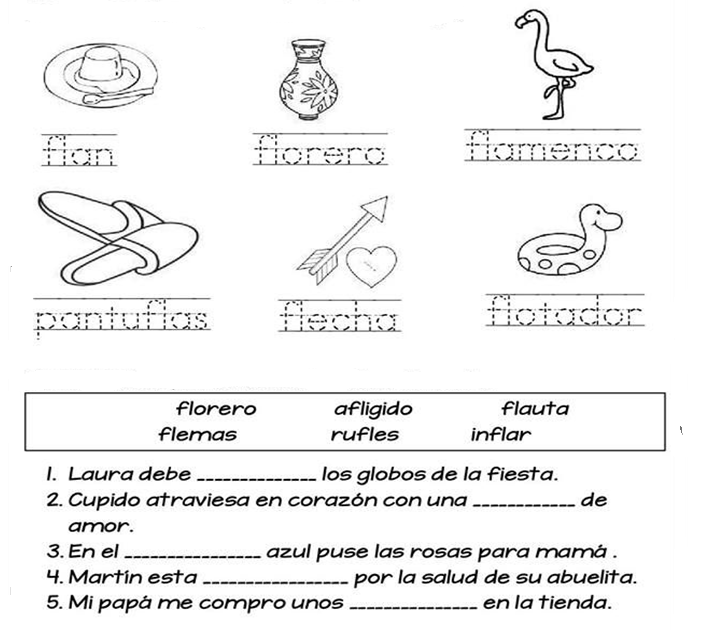 flan florero flamenco
pantuflas flecha flotador
florero afligido flauta
flemas rufles inflar
1. Laura debe ______________ los globos de la fiesta.
2. Cupido atraviesa en corazón con una ____________ de
amor.
3. En el ________________ azul puse las rosas para mamá .
4. Martín esta _________________ por la salud de su abuelita.
5. Mi papá me compro unos _______________ en la tienda.